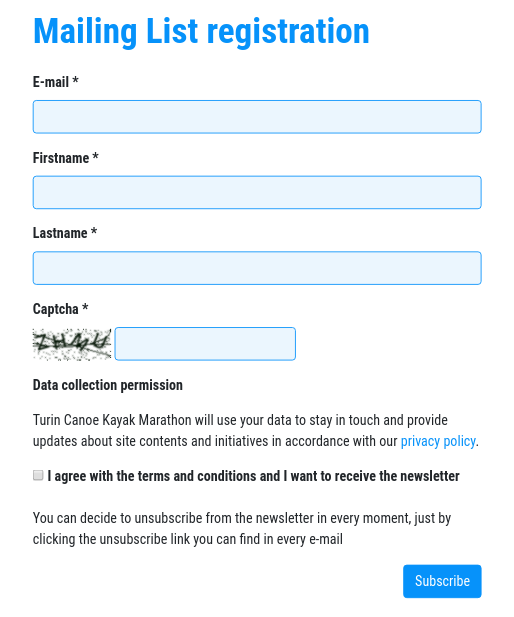 Mailing List registration
E-mail *
Firstname *
Lastname *
Captcha *
Data collection permission
Turin Canoe Kayak Marathon will use your data to stay in touch and provide
updates about site contents and initiatives in accordance with our privacy policy.
I agree with the terms and conditions and I want to receive the newsletter
You can decide to unsubscribe from the newsletter in every moment, just by
clicking the unsubscribe link you can find in every e-mail
Subscribe